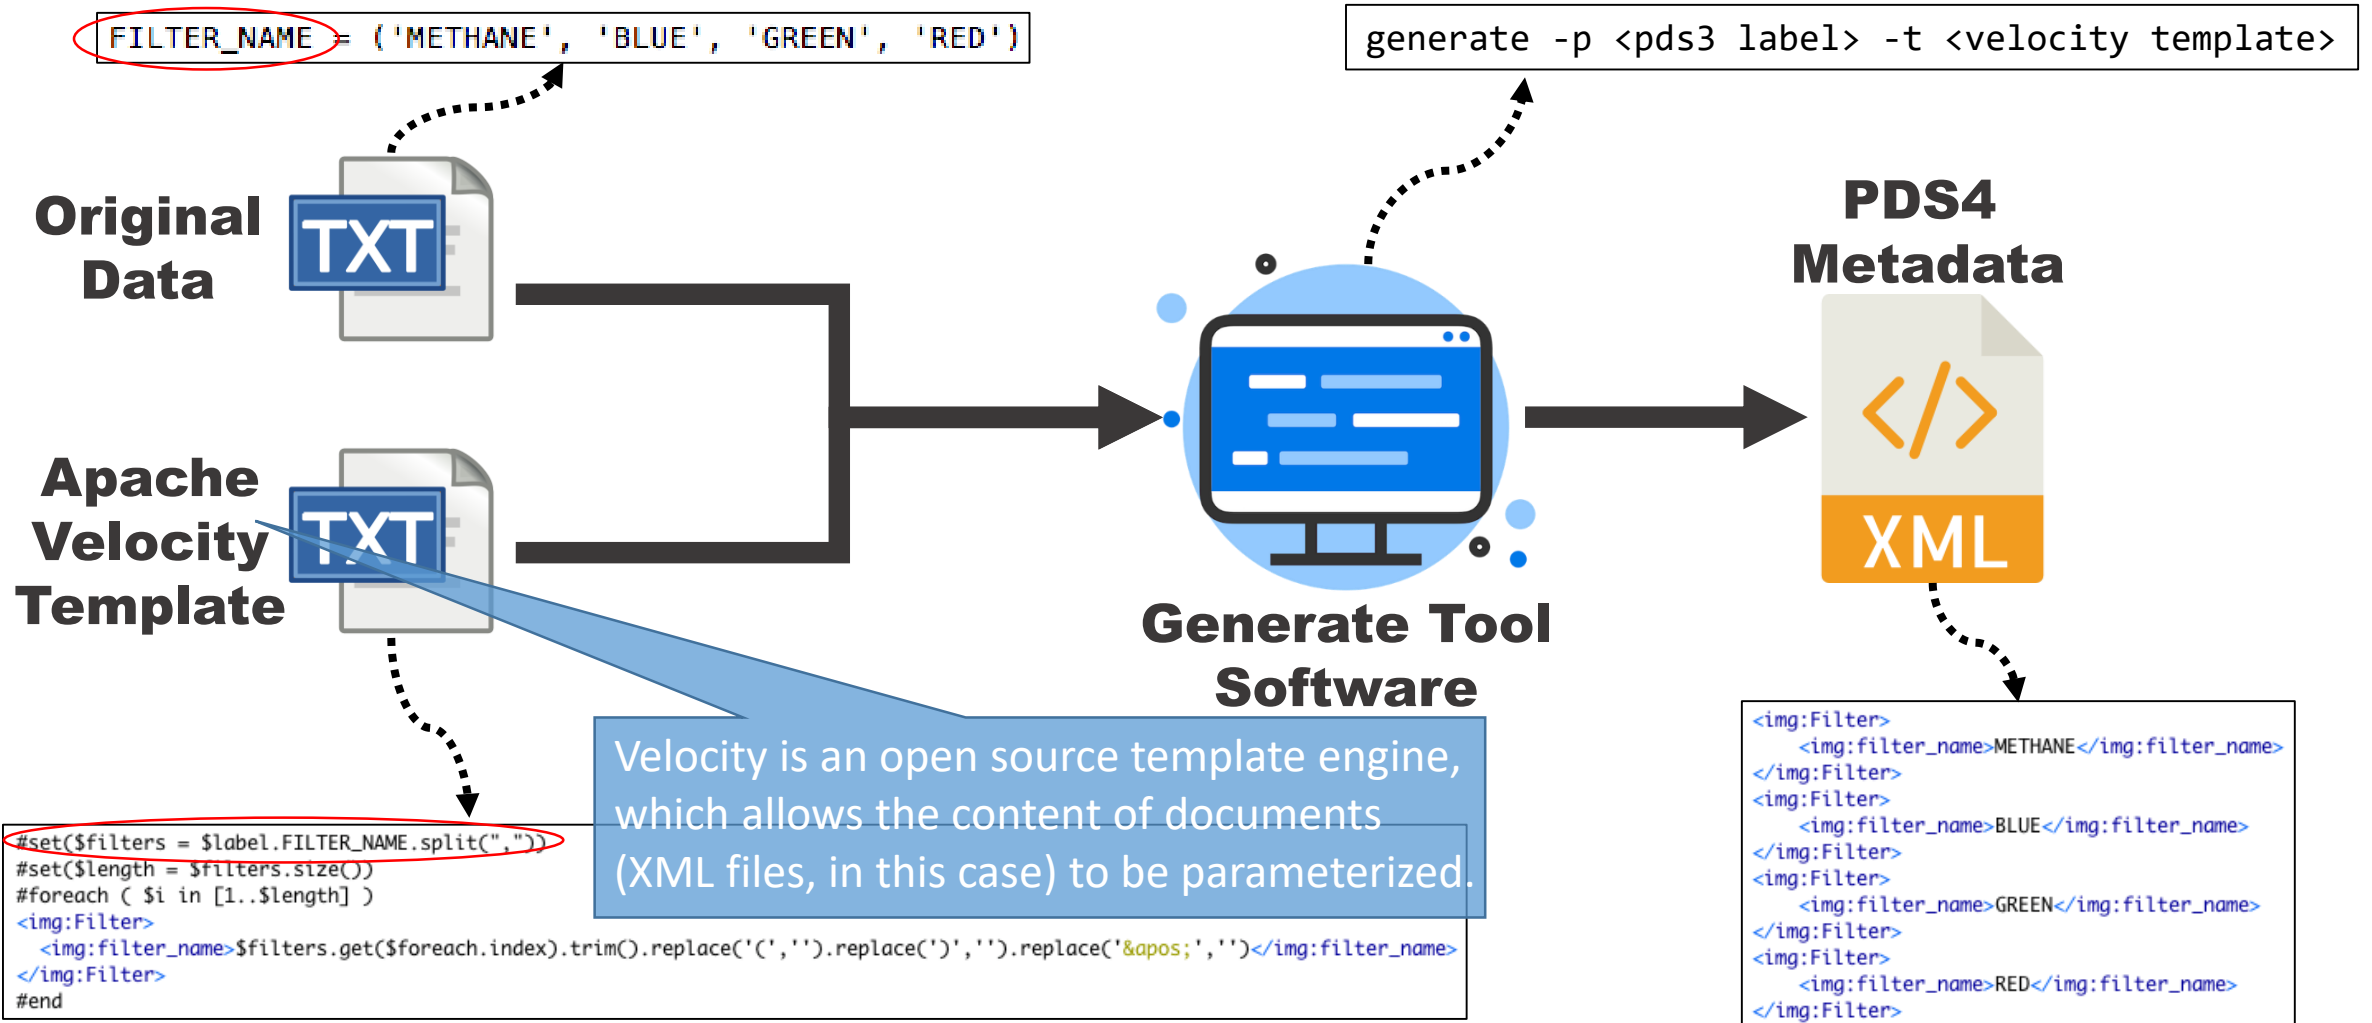 FILTER_NAME = ('METHANE', 'BLUE', 'GREEN', 'RED')
generate -p <pds3 label> -t <velocity template>
Original
Data
TXT
Apache
Velocity
Template
TXT
Generate Tool
Software
PDS4
Metadata
</>
XML
Velocity is an open source template engine,
which allows the content of documents
(XML files, in this case) to be parameterized.
#set($filters = $label.FILTER_NAME.split(","))
#set($length = $filters.size())
#foreach ( $i in [1..$length] )
<img:Filter>
<img:filter_name>$filters.get($foreach.index).trim().replace('(','').replace(')','').replace('&apos;','')</img:filter_name>
</img:Filter>
#end
<img:Filter>
<img:filter_name>METHANE</img:filter_name>
</img:Filter>
<img:Filter>
<img:filter_name>BLUE</img:filter_name>
</img:Filter>
<img:Filter>
<img:filter_name>GREEN</img:filter_name>
</img:Filter>
<img:Filter>
<img:filter_name>RED</img:filter_name>
</img:Filter>